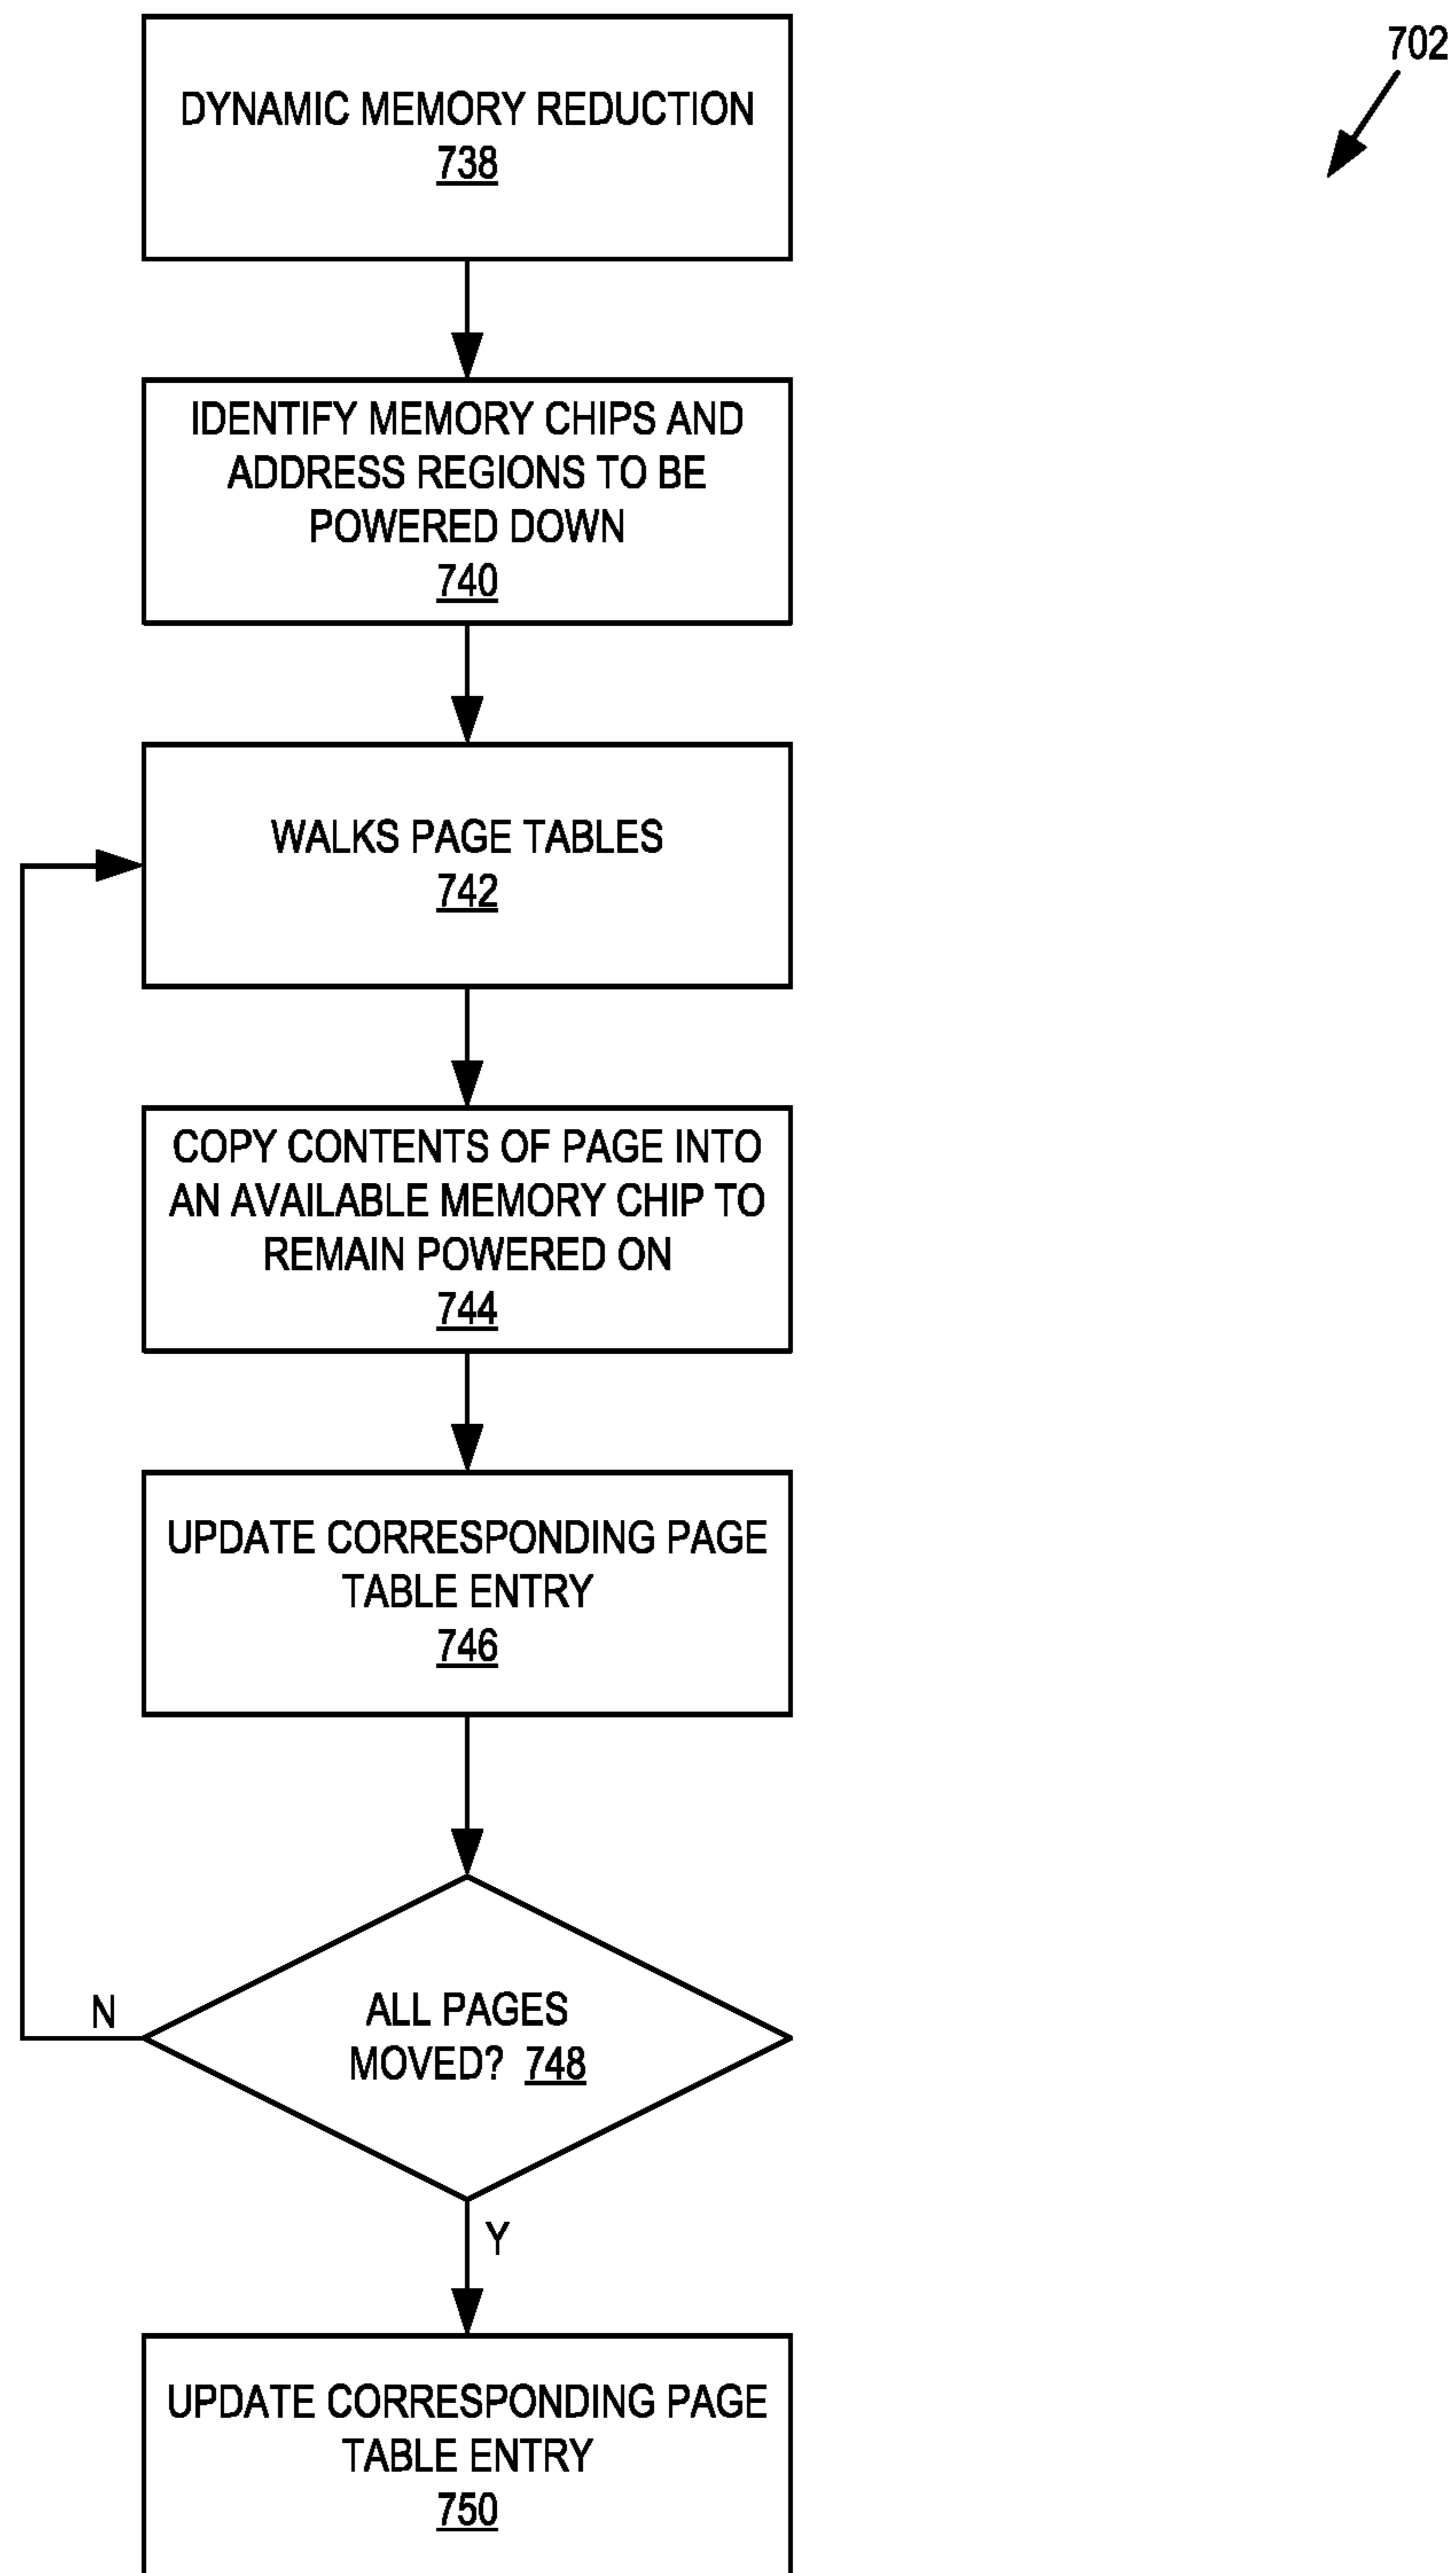 702
DYNAMIC MEMORY REDUCTION
738
IDENTIFY MEMORY CHIPS AND
ADDRESS REGIONS TO BE
POWERED DOWN
740
WALKS PAGE TABLES
742
COPY CONTENTS OF PAGE INTO
AN AVAILABLE MEMORY CHIP TO
REMAIN POWERED ON
744
UPDATE CORRESPONDING PAGE
TABLE ENTRY
746
N
ALL PAGES
MOVED? 748
Y
UPDATE CORRESPONDING PAGE
TABLE ENTRY
750